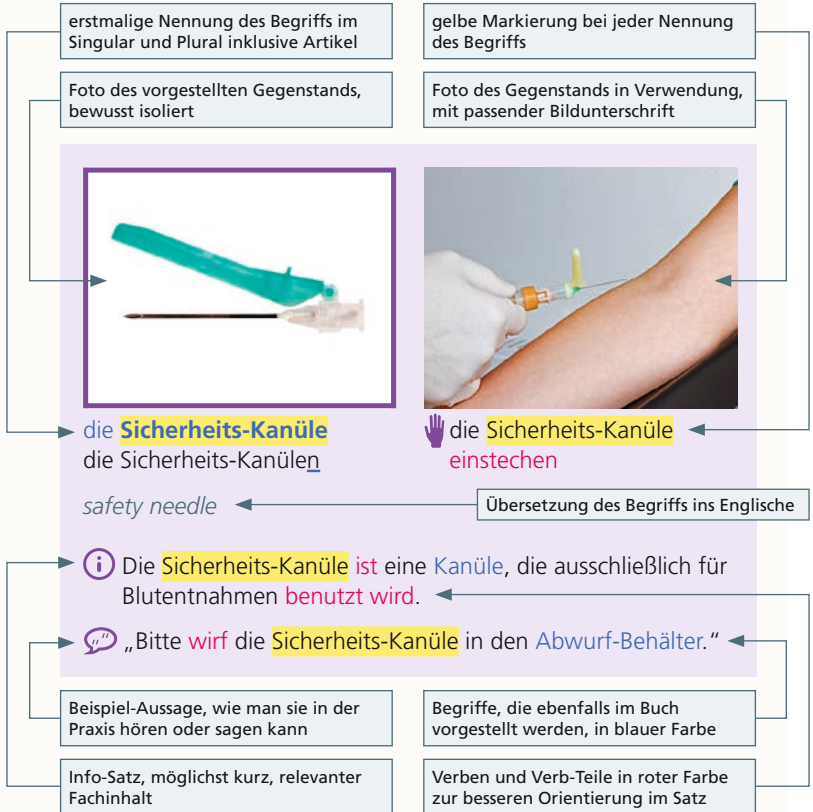 erstmalige Nennung des Begriffs im
Singular und Plural inklusive Artikel
gelbe Markierung bei jeder Nennung
des Begriffs
Foto des vorgestellten Gegenstands,
bewusst isoliert
Foto des Gegenstands in Verwendung,
mit passender Bildunterschrift
die Sicherheits-Kanüle
die Sicherheits-Kanülen
die Sicherheits-Kanüle
einstechen
safety needle
Übersetzung des Begriffs ins Englische
Die Sicherheits-Kanüle ist eine Kanüle, die ausschließlich für
Blutentnahmen benutzt wird.
„Bitte wirf die Sicherheits-Kanüle in den Abwurf-Behälter.“
Beispiel-Aussage, wie man sie in der
Praxis hören oder sagen kann
Begriffe, die ebenfalls im Buch
vorgestellt werden, in blauer Farbe
Info-Satz, möglichst kurz, relevanter
Fachinhalt
Verben und Verb-Teile in roter Farbe
zur besseren Orientierung im Satz